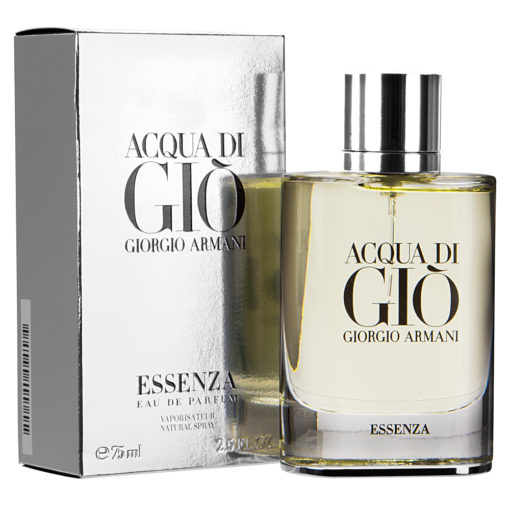 ACQUA DI
GIÒ
GIORGIO ARMANI
ESSENZA
EAU DE PARFUM
VAPORISATEUR
NATURAL SPRAY
℮ 75 ml
2.5 FL. OZ.
ACQUA DI
GIÒ
GIORGIO ARMANI
ESSENZA